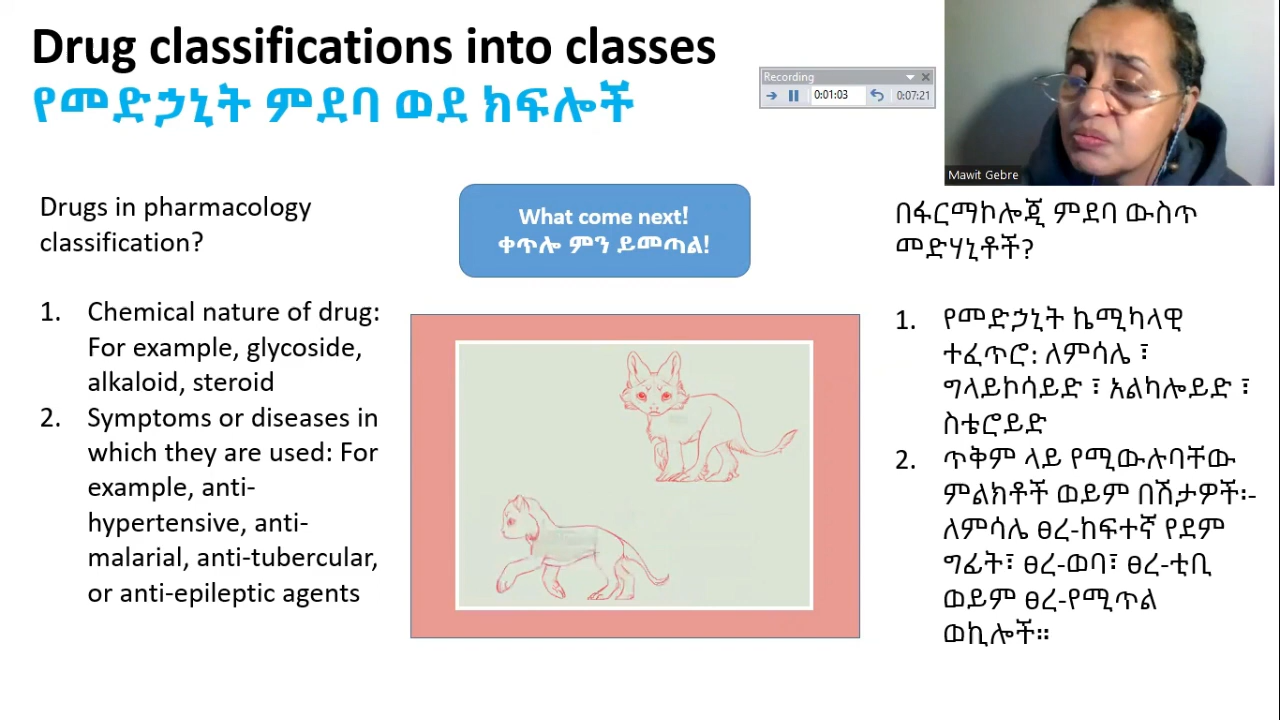 Drug classifications into classes
የመድኃኒት ምደባ ወደ ክፍሎች
Recording
0:01:03
0:07:21
Mawit Gebre
Drugs in pharmacology
classification?
1. Chemical nature of drug:
For example, glycoside,
alkaloid, steroid
2. Symptoms or diseases in
which they are used: For
example, anti-
hypertensive, anti-
malarial, anti-tubercular,
or anti-epileptic agents
What come next!
ቀጥሎ ምን ይመጣል!
በፋርማኮሎጂ ምደባ ውስጥ
መድሃኒቶች?
1. የመድኃኒት ኬሚካላዊ
ተፈጥሮ: ለምሳሌ ፣
ግላይኮሳይድ ፣ አልካሎይድ ፣
ስቴሮይድ
2. ጥቅም ላይ የሚውሉባቸው
ምልክቶች ወይም በሽታዎች፡-
ለምሳሌ ፀረ-ከፍተኛ የደም
ግፊት፣ ፀረ-ወባ፣ ፀረ-ቲቢ
ወይም ፀረ-የሚጥል
ወኪሎች።